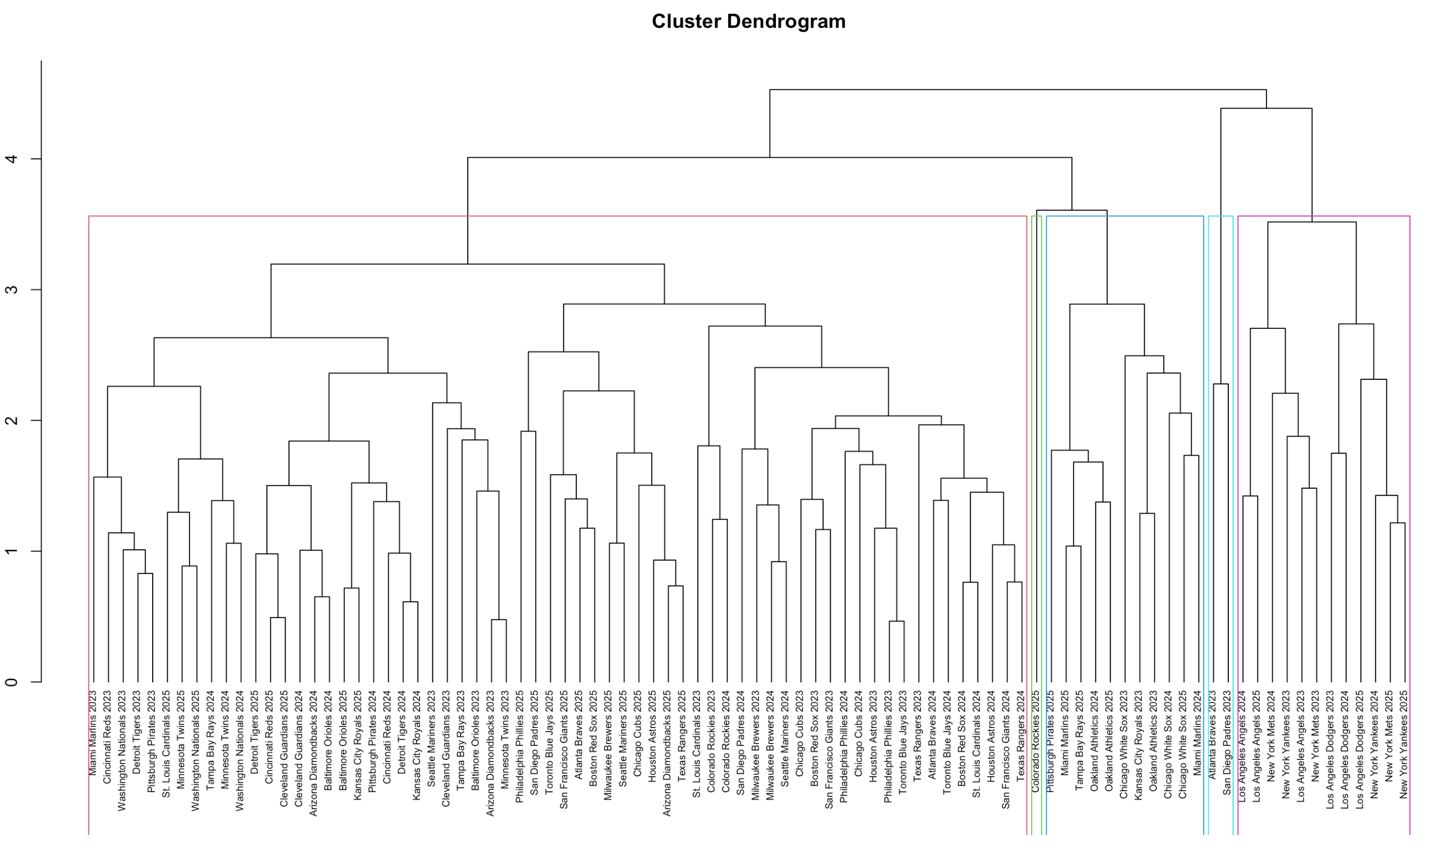 Cluster Dendrogram
4
3
2
1
0
Miami Marlins 2023
Cincinnati Reds 2023
Washington Nationals 2023
Detroit Tigers 2023
Pittsburgh Pirates 2023
St. Louis Cardinals 2025
Minnesota Twins 2025
Washington Nationals 2025
Tampa Bay Rays 2024
Minnesota Twins 2024
Washington Nationals 2024
Detroit Tigers 2025
Cincinnati Reds 2025
Cleveland Guardians 2025
Cleveland Guardians 2024
Arizona Diamondbacks 2024
Baltimore Orioles 2024
Baltimore Orioles 2025
Kansas City Royals 2025
Pittsburgh Pirates 2024
Cincinnati Reds 2024
Detroit Tigers 2024
Kansas City Royals 2024
Seattle Mariners 2023
Cleveland Guardians 2023
Tampa Bay Rays 2023
Baltimore Orioles 2023
Arizona Diamondbacks 2023
Minnesota Twins 2023
Philadelphia Phillies 2025
San Diego Padres 2025
Toronto Blue Jays 2025
San Francisco Giants 2025
Atlanta Braves 2025
Boston Red Sox 2025
Milwaukee Brewers 2025
Seattle Mariners 2025
Chicago Cubs 2025
Houston Astros 2025
Arizona Diamondbacks 2025
Texas Rangers 2025
St. Louis Cardinals 2023
Colorado Rockies 2023
Colorado Rockies 2024
San Diego Padres 2024
Milwaukee Brewers 2023
Milwaukee Brewers 2024
Seattle Mariners 2024
Chicago Cubs 2023
Boston Red Sox 2023
San Francisco Giants 2023
Philadelphia Phillies 2024
Chicago Cubs 2024
Houston Astros 2023
Philadelphia Phillies 2023
Toronto Blue Jays 2023
Texas Rangers 2023
Atlanta Braves 2024
Toronto Blue Jays 2024
Boston Red Sox 2024
St. Louis Cardinals 2024
Houston Astros 2024
San Francisco Giants 2024
Texas Rangers 2024
Colorado Rockies 2025
Pittsburgh Pirates 2025
Miami Marlins 2025
Tampa Bay Rays 2025
Oakland Athletics 2024
Oakland Athletics 2025
Chicago White Sox 2023
Kansas City Royals 2023
Oakland Athletics 2023
Chicago White Sox 2024
Chicago White Sox 2025
Miami Marlins 2024
Atlanta Braves 2023
San Diego Padres 2023
Los Angeles Angels 2024
Los Angeles Angels 2025
New York Mets 2024
New York Yankees 2023
Los Angeles Angels 2023
New York Mets 2023
Los Angeles Dodgers 2023
Los Angeles Dodgers 2024
Los Angeles Dodgers 2025
New York Yankees 2024
New York Mets 2025
New York Yankees 2025